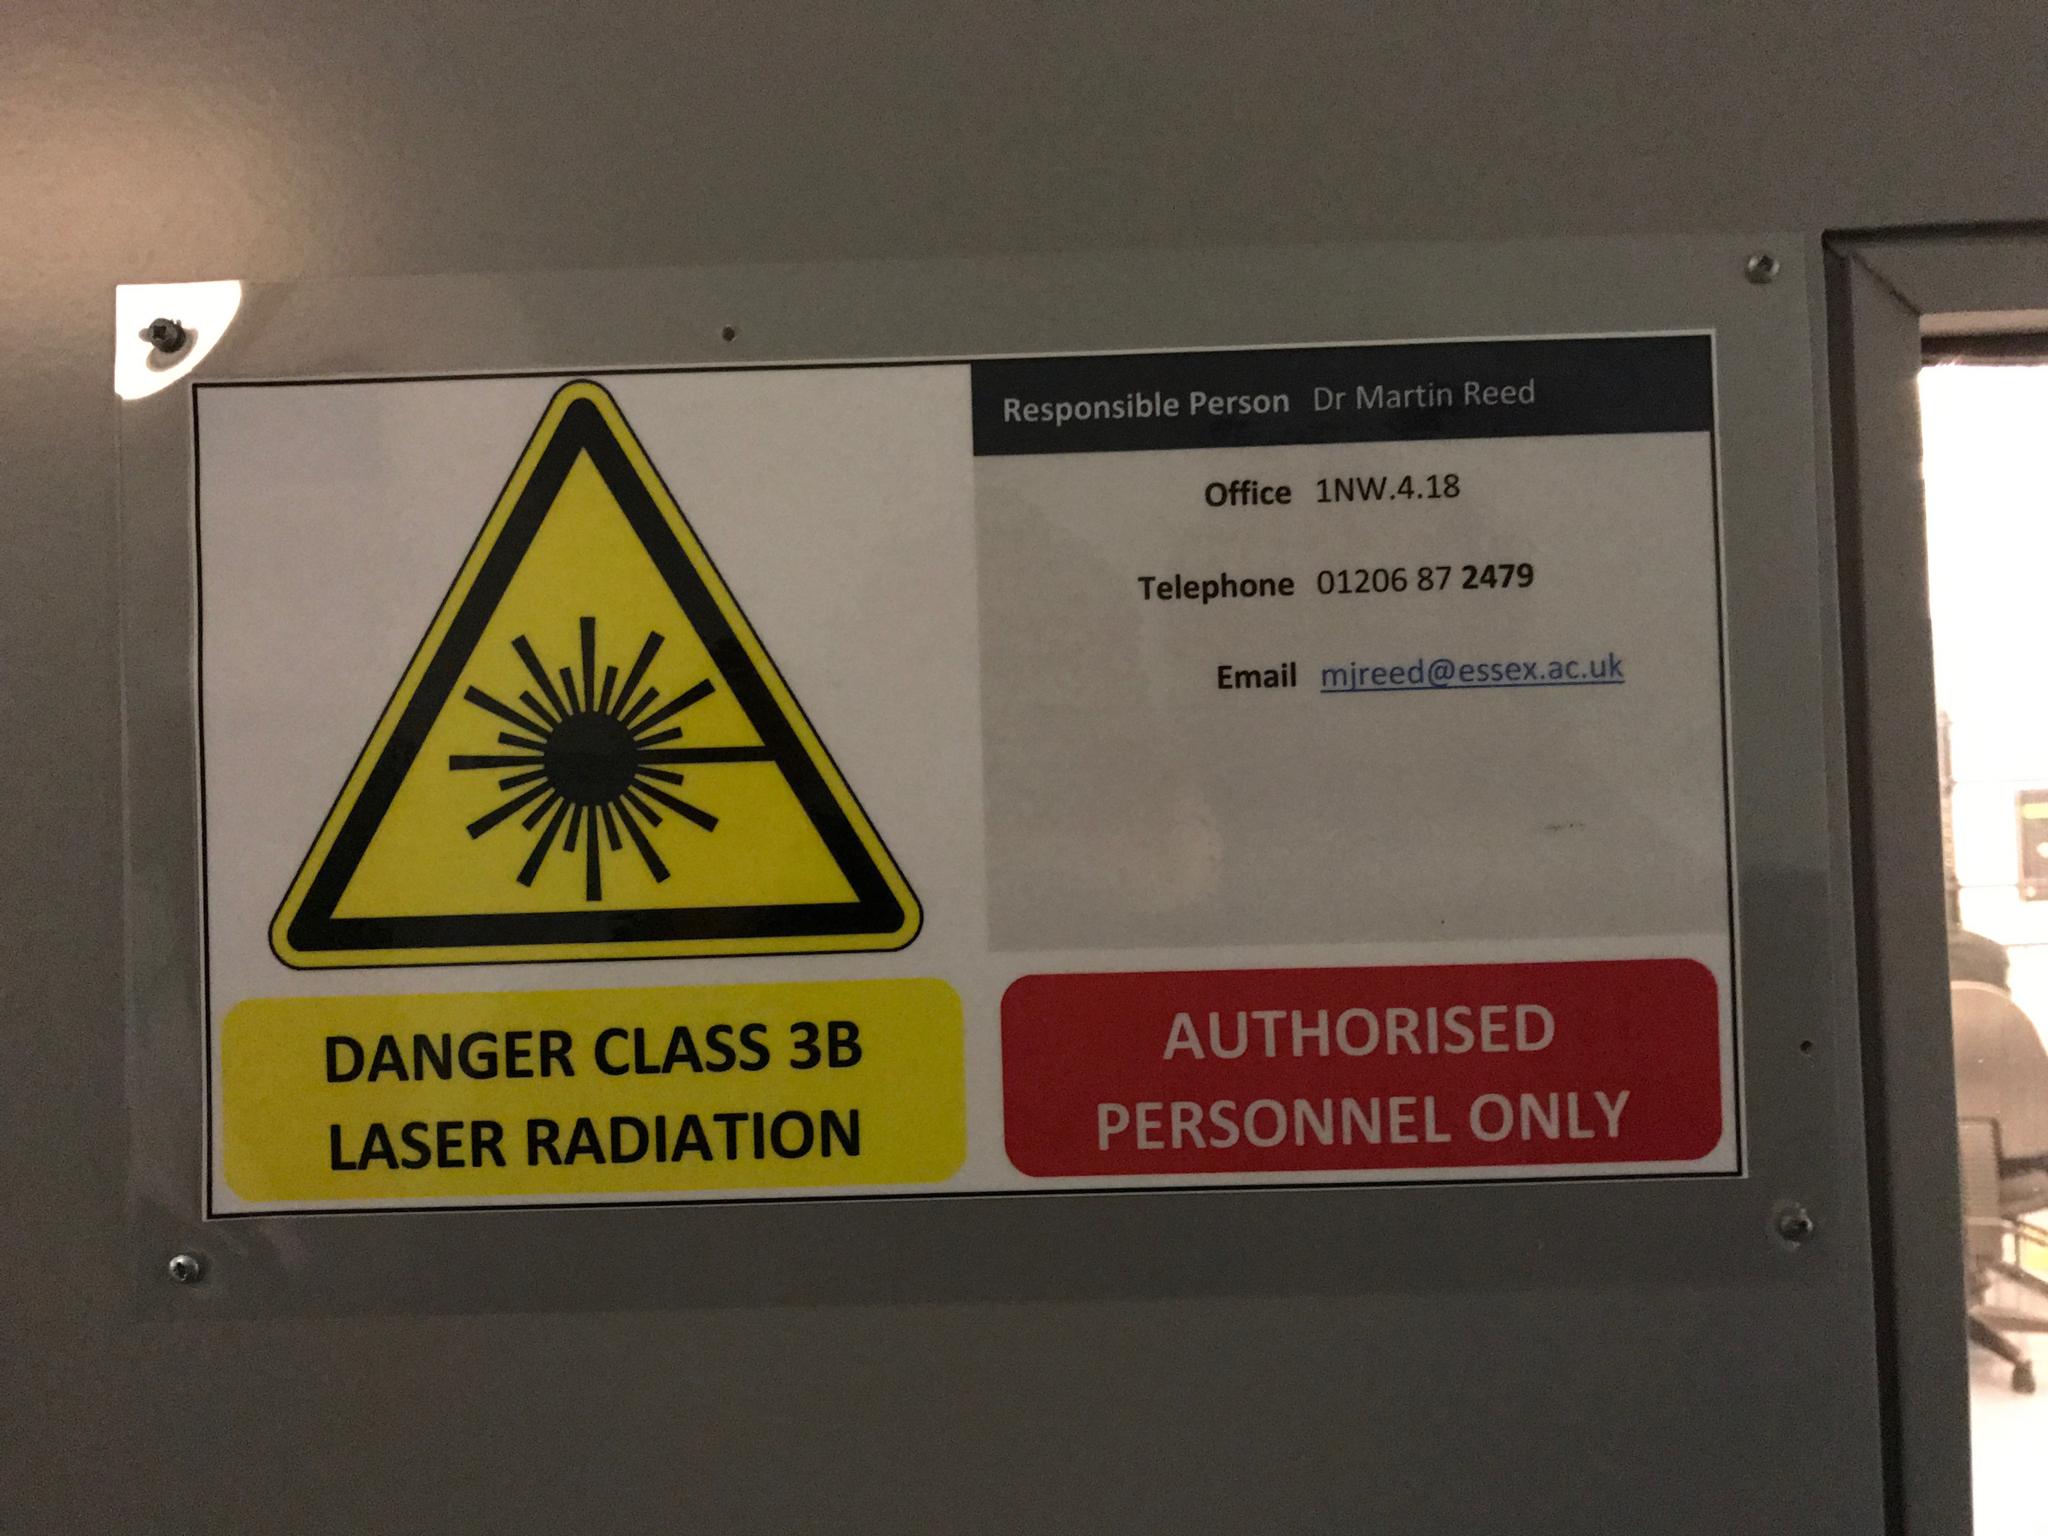 Responsible Person Dr Martin Reed
Office 1NW.4.18
Telephone 01206 87 2479
Email mjreed@essex.ac.uk
DANGER CLASS 3B
LASER RADIATION
AUTHORISED
PERSONNEL ONLY